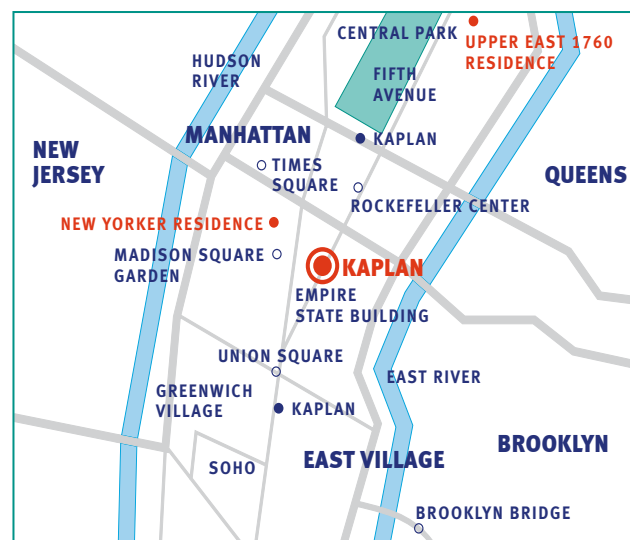 CENTRAL PARK
UPPER EAST 1760
RESIDENCE
HUDSON
RIVER
FIFTH
AVENUE
MANHATTAN
KAPLAN
NEW
JERSEY
TIMES
SQUARE
QUEENS
ROCKEFELLER CENTER
NEW YORKER RESIDENCE
MADISON SQUARE
GARDEN
KAPLAN
EMPIRE
STATE BUILDING
UNION SQUARE
EAST RIVER
GREENWICH
VILLAGE
KAPLAN
BROOKLYN
EAST VILLAGE
SOHO
BROOKLYN BRIDGE